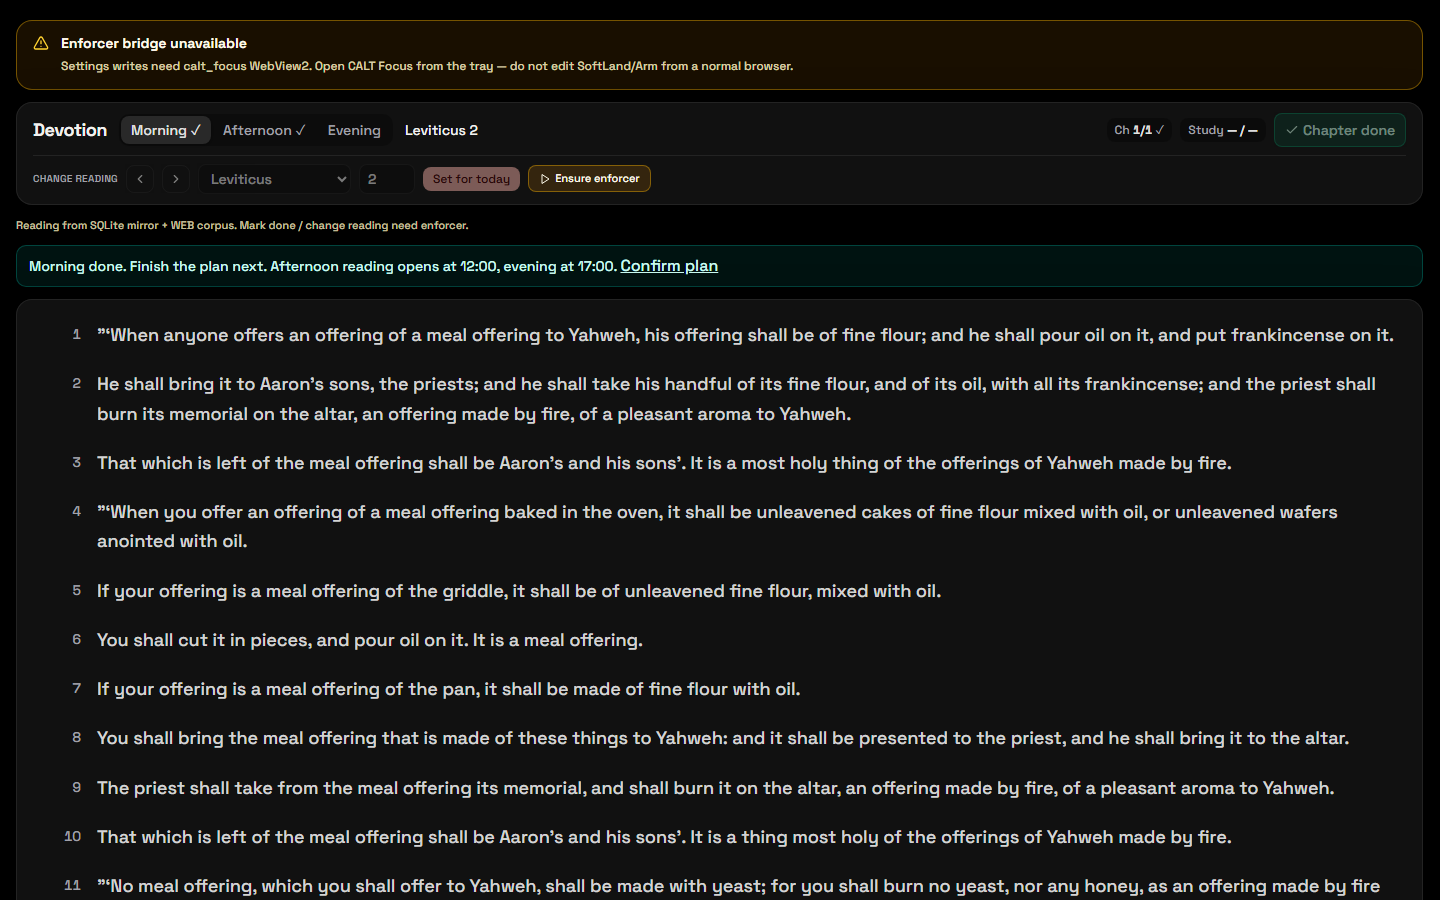 Enforcer bridge unavailable
Settings writes need calt_focus WebView2. Open CALT Focus from the tray — do not edit SoftLand/Arm from a normal browser.
Devotion Morning ✓ Afternoon ✓ Evening Leviticus 2 Ch 1/1 ✓ Study — / — ✓ Chapter done
CHANGE READING Leviticus 2 Set for today Ensure enforcer
Reading from SQLite mirror + WEB corpus. Mark done / change reading need enforcer.
Morning done. Finish the plan next. Afternoon reading opens at 12:00, evening at 17:00. Confirm plan
1 ”‘When anyone offers an offering of a meal offering to Yahweh, his offering shall be of fine flour; and he shall pour oil on it, and put frankincense on it.
2 He shall bring it to Aaron’s sons, the priests; and he shall take his handful of its fine flour, and of its oil, with all its frankincense; and the priest shall
burn its memorial on the altar, an offering made by fire, of a pleasant aroma to Yahweh.
3 That which is left of the meal offering shall be Aaron’s and his sons’. It is a most holy thing of the offerings of Yahweh made by fire.
4 ”‘When you offer an offering of a meal offering baked in the oven, it shall be unleavened cakes of fine flour mixed with oil, or unleavened wafers
anointed with oil.
5 If your offering is a meal offering of the griddle, it shall be of unleavened fine flour, mixed with oil.
6 You shall cut it in pieces, and pour oil on it. It is a meal offering.
7 If your offering is a meal offering of the pan, it shall be made of fine flour with oil.
8 You shall bring the meal offering that is made of these things to Yahweh: and it shall be presented to the priest, and he shall bring it to the altar.
9 The priest shall take from the meal offering its memorial, and shall burn it on the altar, an offering made by fire, of a pleasant aroma to Yahweh.
10 That which is left of the meal offering shall be Aaron’s and his sons’. It is a thing most holy of the offerings of Yahweh made by fire.
11 ”‘No meal offering, which you shall offer to Yahweh, shall be made with yeast; for you shall burn no yeast, nor any honey, as an offering made by fire